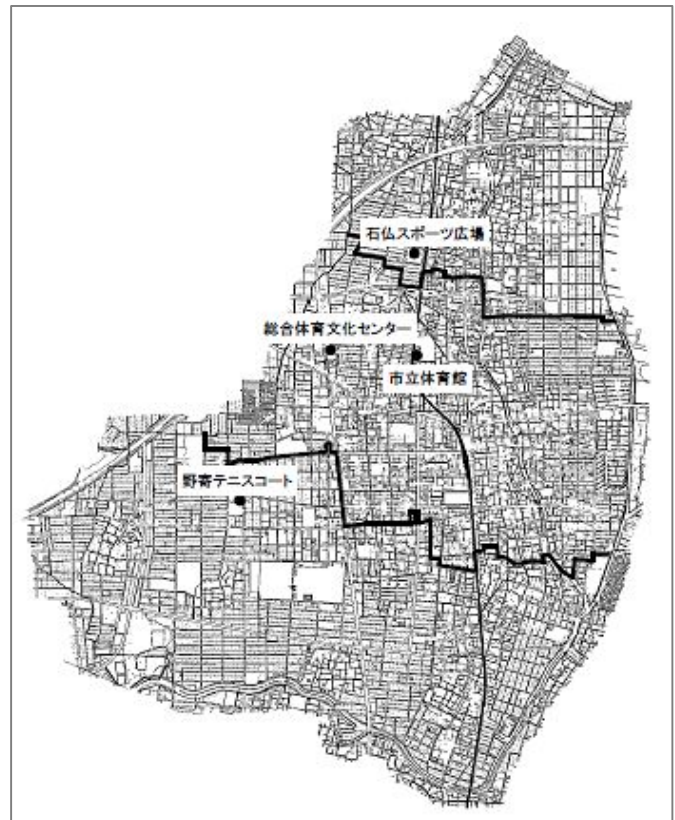 石仏スポーツ広場
総合体育文化センター
市立体育館
野寄テニスコート